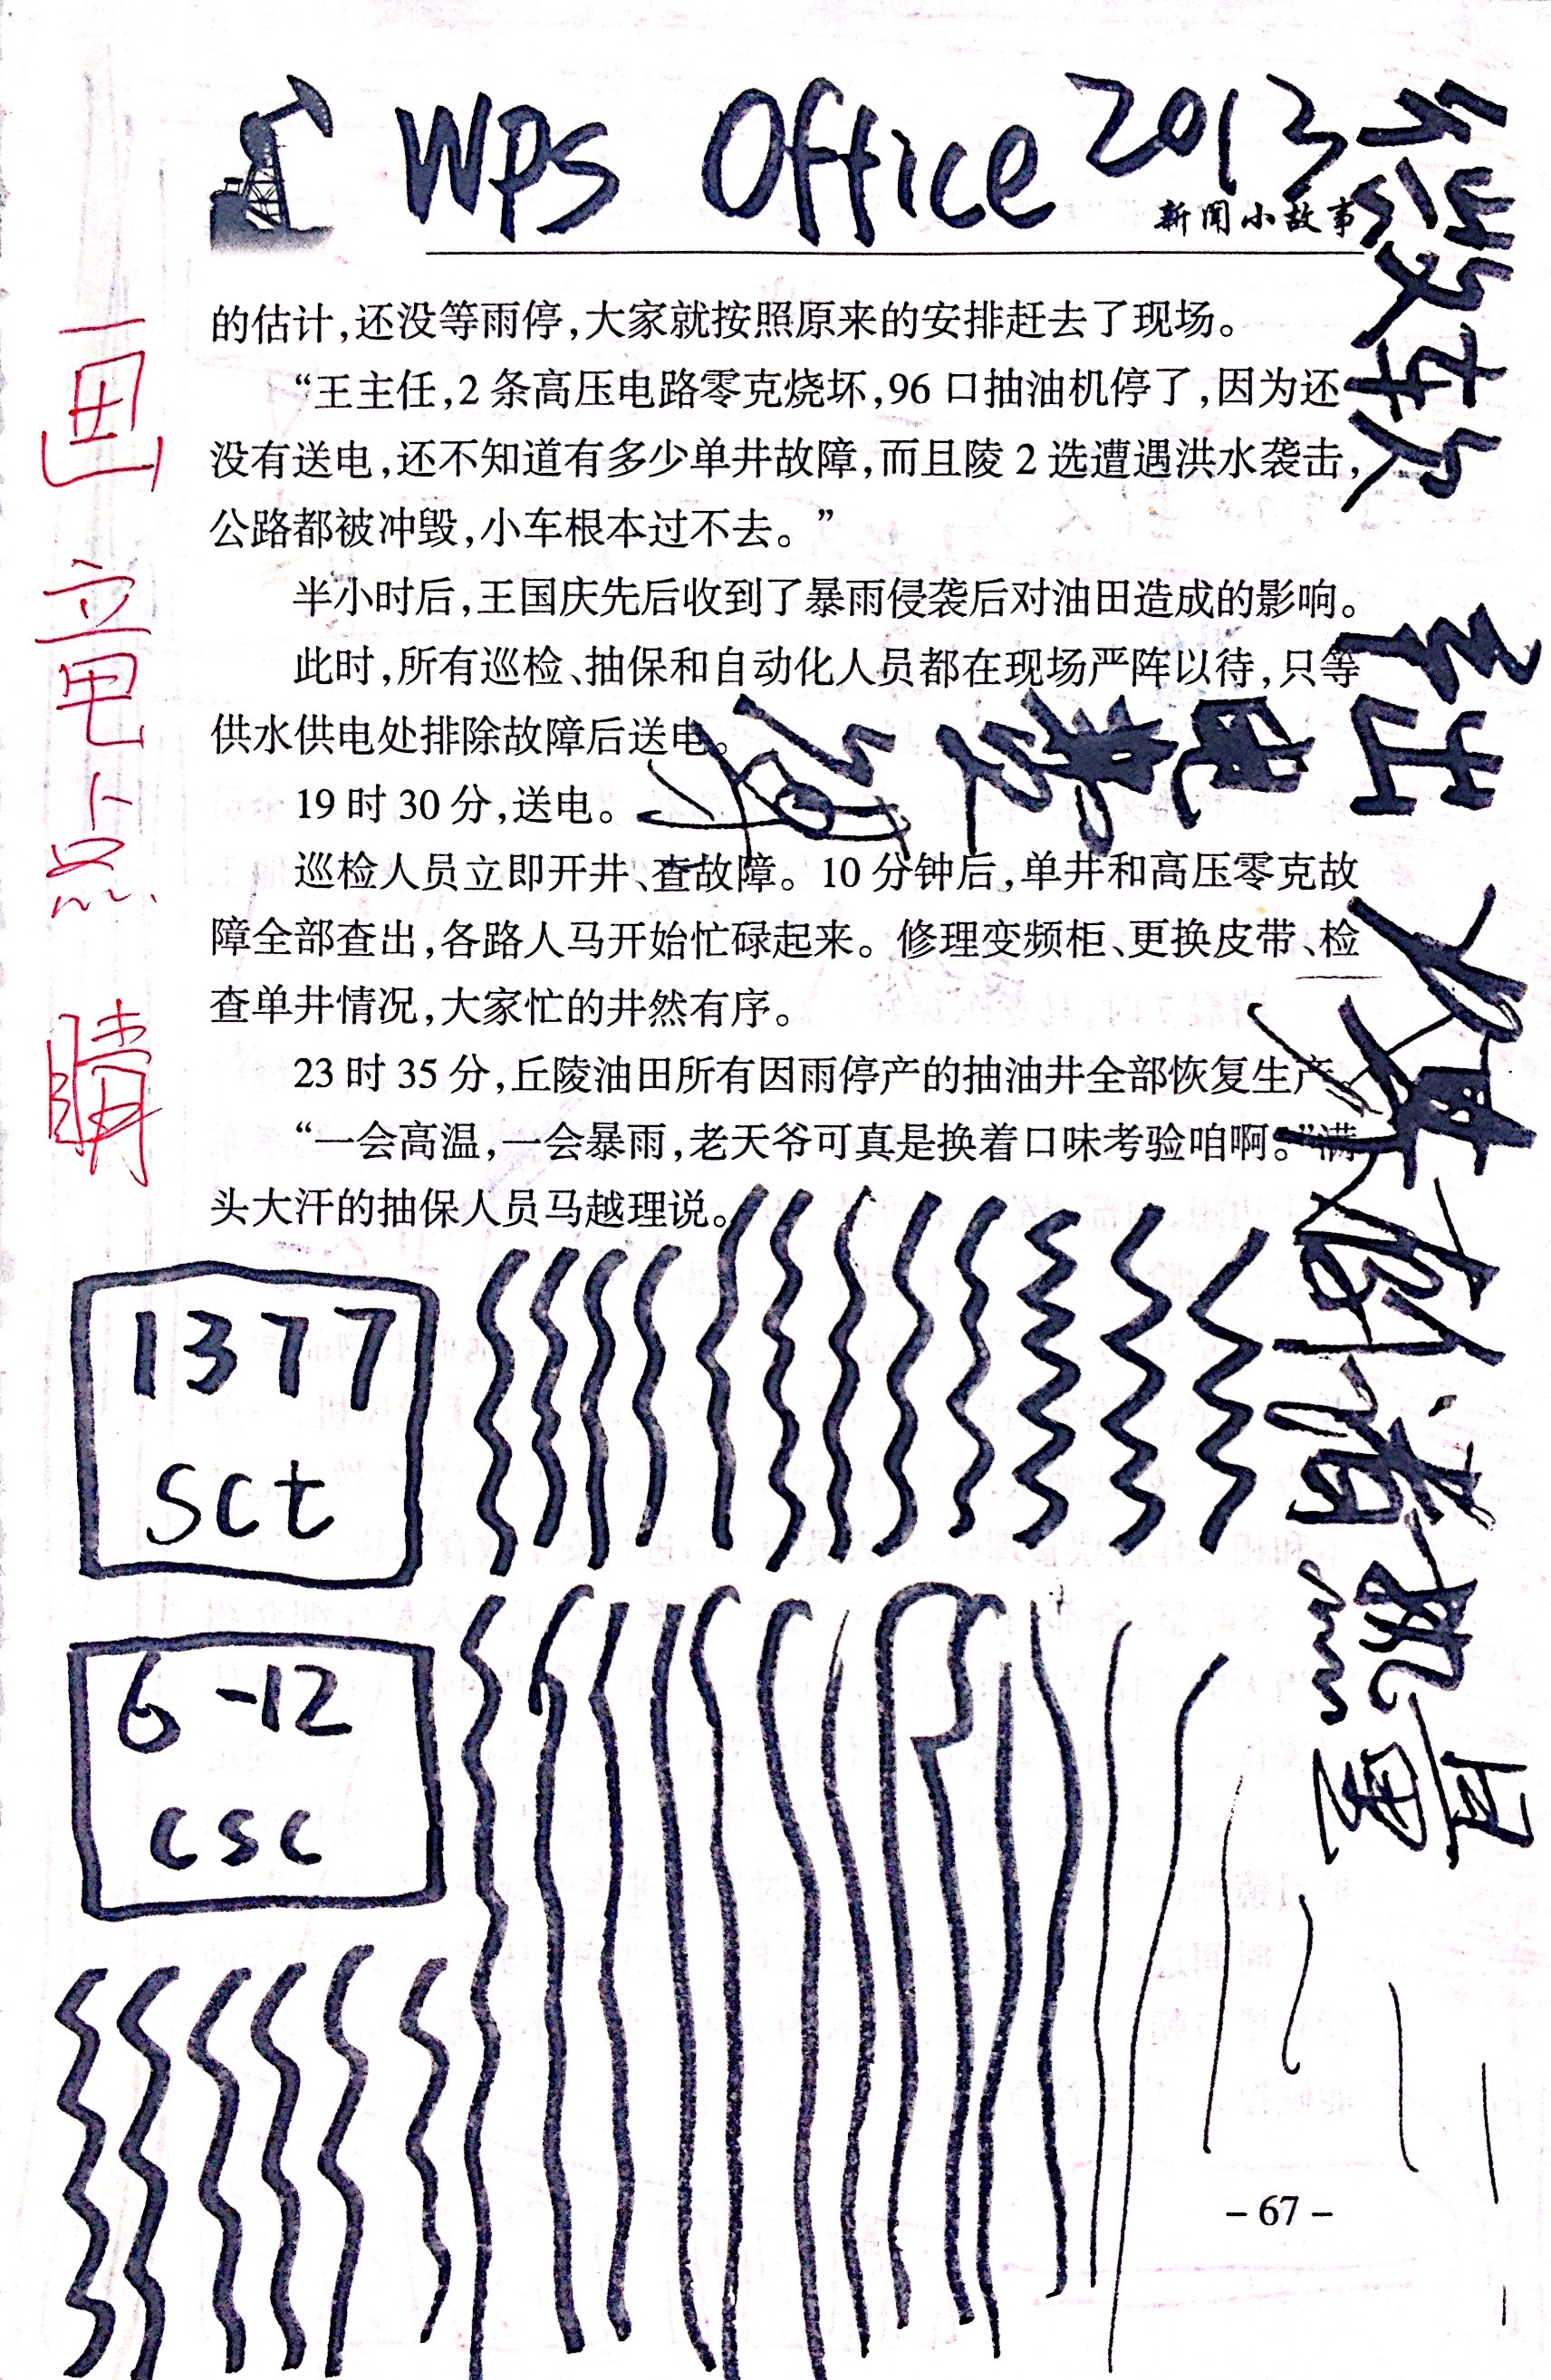 WPS Office 2013
新闻小故事
的估计,还没等雨停,大家就按照原来的安排赶去了现场。
“王主任,2条高压电路零克烧坏,96口抽油机停了,因为还
没有送电,还不知道有多少单井故障,而且陵2选遭遇洪水袭击,
公路都被冲毁,小车根本过不去。”
半小时后,王国庆先后收到了暴雨侵袭后对油田造成的影响。
此时,所有巡检、抽保和自动化人员都在现场严阵以待,只等
供水供电处排除故障后送电。
19时30分,送电。
巡检人员立即开井、查故障。10分钟后,单井和高压零克故
障全部查出,各路人马开始忙碌起来。修理变频柜、更换皮带、检
查单井情况,大家忙的井然有序。
23时35分,丘陵油田所有因雨停产的抽油井全部恢复生产。
“一会高温,一会暴雨,老天爷可真是换着口味考验咱啊。”满
头大汗的抽保人员马越理说。
画
点
睛
1377
sct
6-12
csc
-67-